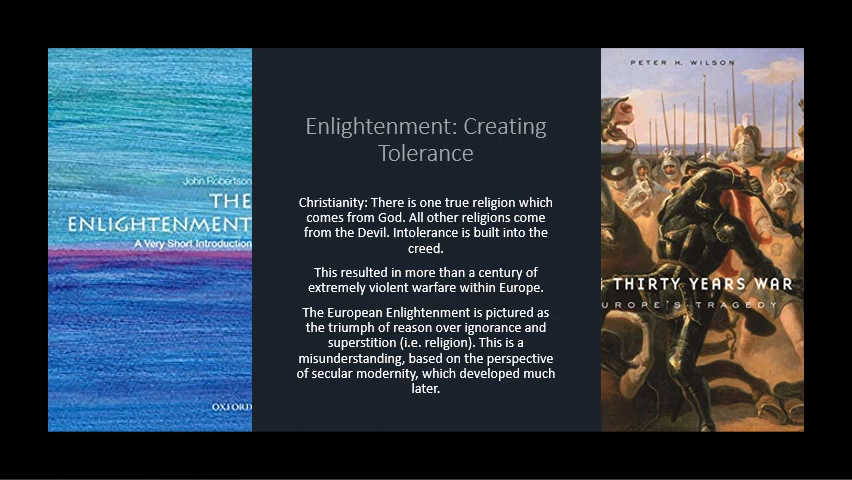 John Robertson
THE
ENLIGHTENMENT
A Very Short Introduction
OXFORD
Enlightenment: Creating
Tolerance
Christianity: There is one true religion which
comes from God. All other religions come
from the Devil. Intolerance is built into the
creed.
This resulted in more than a century of
extremely violent warfare within Europe.
The European Enlightenment is pictured as
the triumph of reason over ignorance and
superstition (i.e. religion). This is a
misunderstanding, based on the perspective
of secular modernity, which developed much
later.
PETER H. WILSON
THIRTY YEARS WAR
UROPE'S TRAGEDY